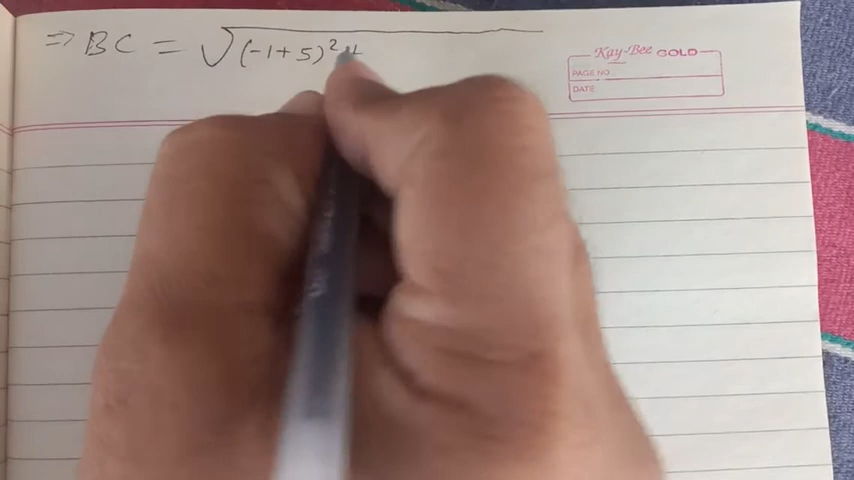 ⇒ BC = √(-1+5)² +
Kay-Bee GOLD
PAGE NO.
DATE